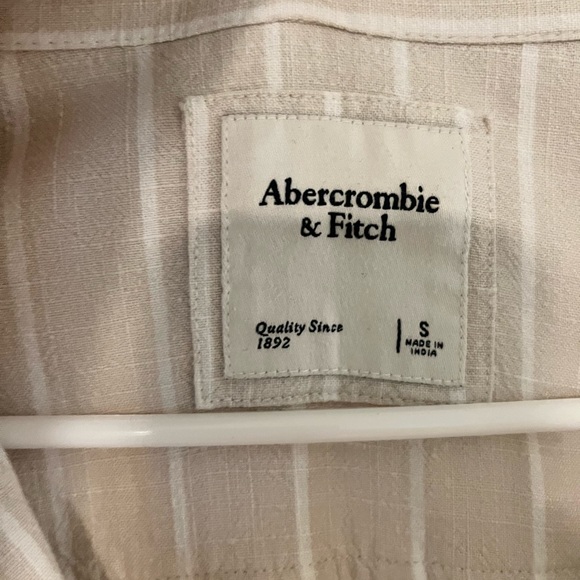 Abercrombie
& Fitch
Quality Since
1892
S
MADE IN
INDIA